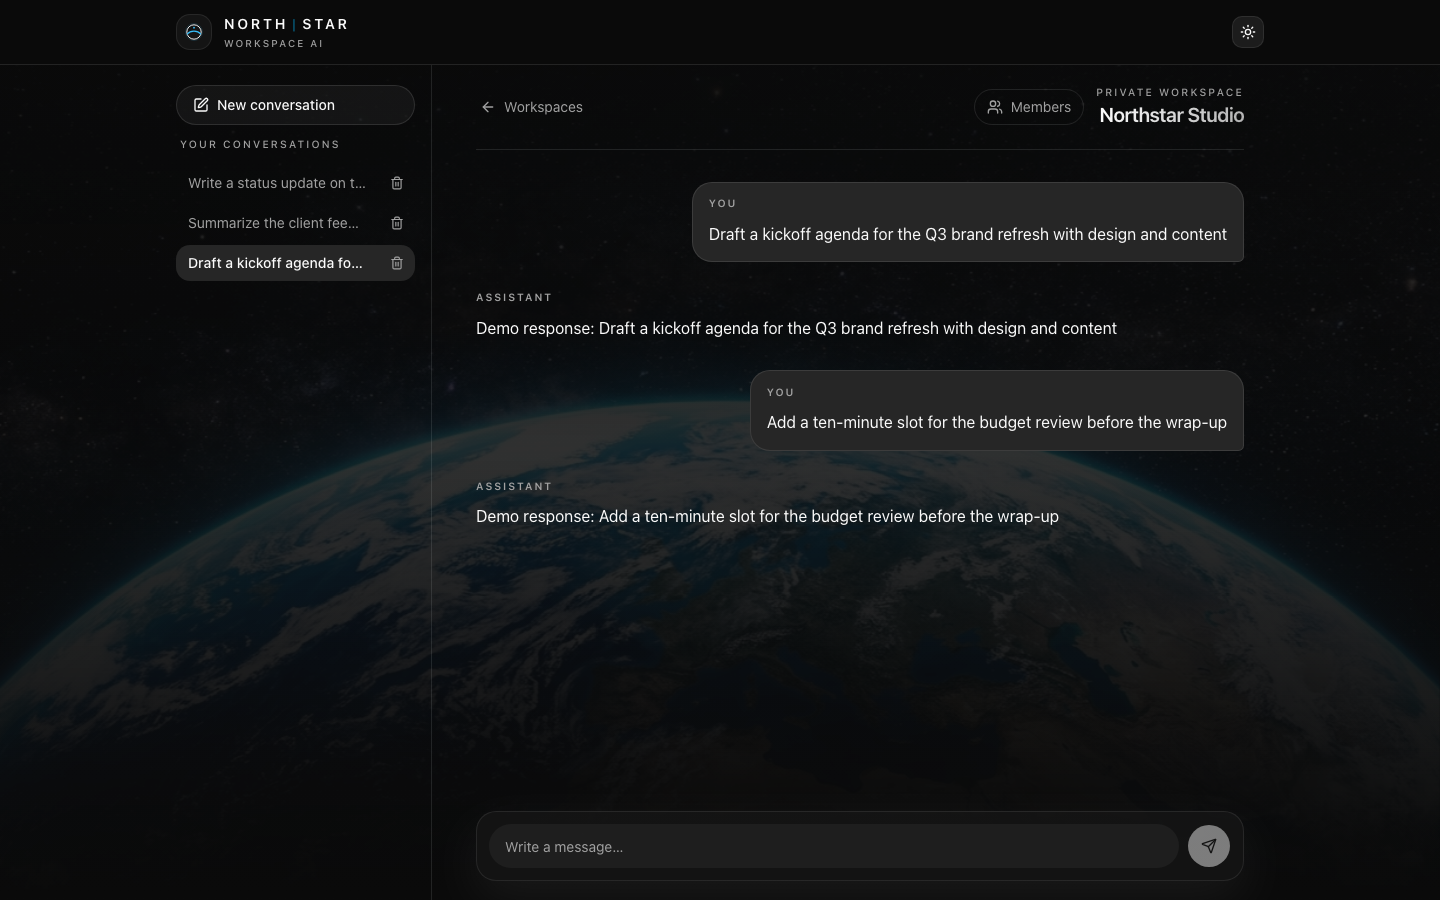 NORTH | STAR
WORKSPACE AI
New conversation
YOUR CONVERSATIONS
Write a status update on t...
Summarize the client fee...
Draft a kickoff agenda fo...
Workspaces
Members
PRIVATE WORKSPACE
Northstar Studio
YOU
Draft a kickoff agenda for the Q3 brand refresh with design and content
ASSISTANT
Demo response: Draft a kickoff agenda for the Q3 brand refresh with design and content
YOU
Add a ten-minute slot for the budget review before the wrap-up
ASSISTANT
Demo response: Add a ten-minute slot for the budget review before the wrap-up
Write a message...